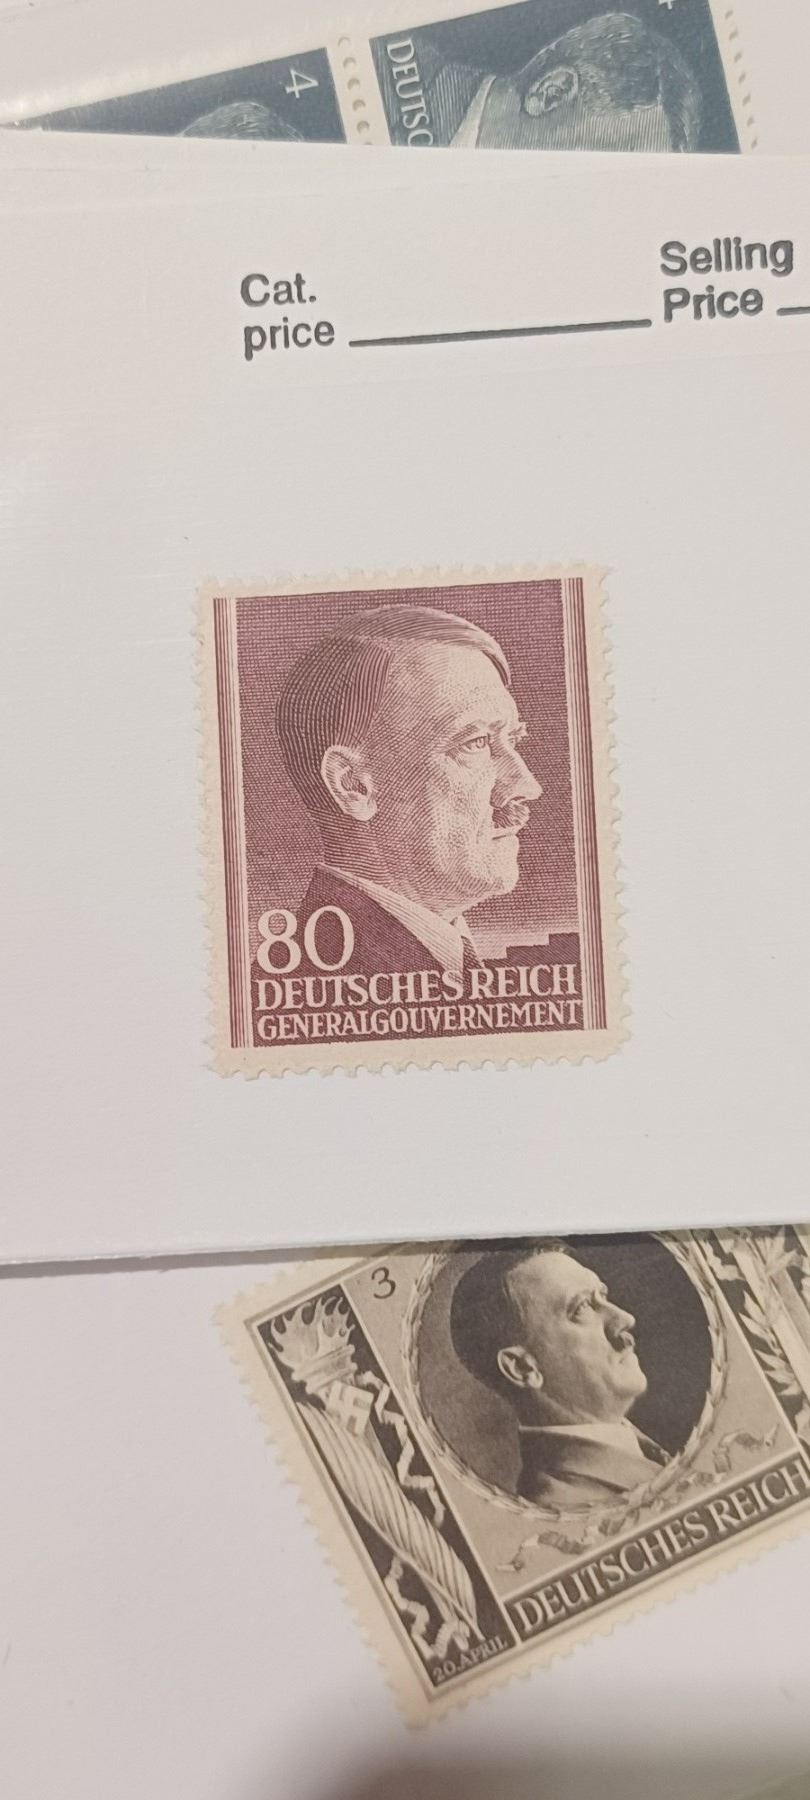 4
DEUTSC
Cat.
price
Selling
Price
80
DEUTSCHES REICH
GENERALGOUVERNEMENT
3
DEUTSCHES REICH
20. APRIL